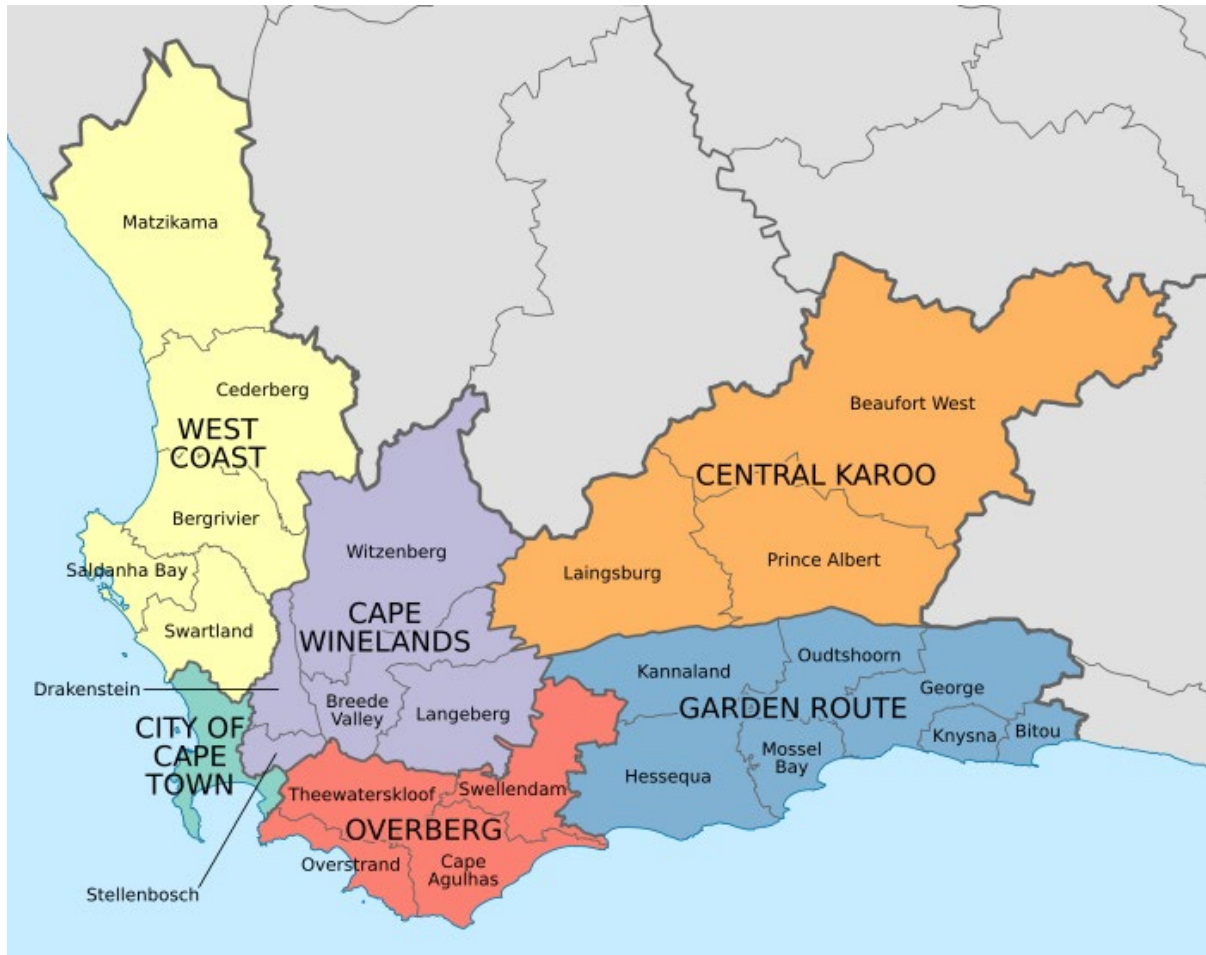 Matzikama
Cederberg
WEST
COAST
Bergrivier
Saldanha Bay
Swartland
Witzenberg
CAPE
WINELANDS
Drakenstein
Breede
Valley
Langeberg
Stellenbosch
CITY OF
CAPE
TOWN
Beaufort West
CENTRAL KAROO
Laingsburg
Prince Albert
Kannaland
Oudtshoorn
George
GARDEN ROUTE
Knysna
Bitou
Mossel
Bay
Hessequa
Theewaterskloof
Swellendam
OVERBERG
Overstrand
Cape
Agulhas